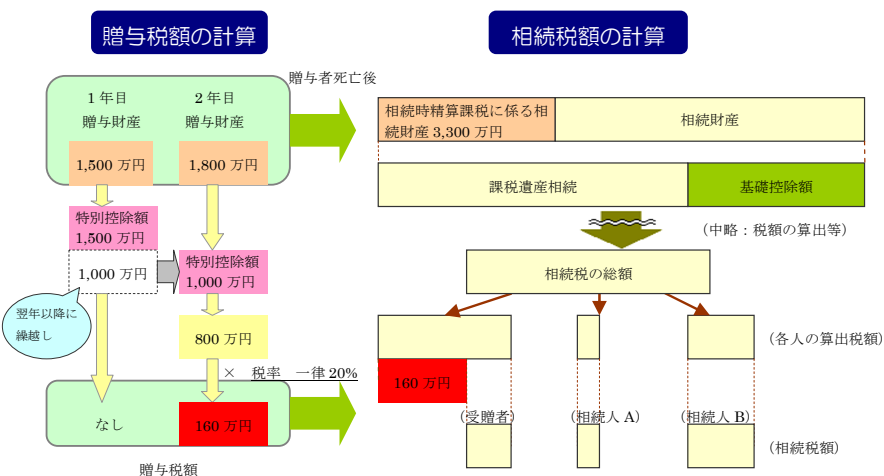 贈与税額の計算
相続税額の計算
贈与者死亡後
1 年目
贈与財産
2 年目
贈与財産
1,500 万円
1,800 万円
特別控除額
1,500 万円
1,000 万円
特別控除額
1,000 万円
翌年以降に
繰越し
800 万円
× 税率 一律 20%
なし
160 万円
贈与税額
相続時精算課税に係る相
続財産 3,300 万円
相続財産
課税遺産相続
基礎控除額
(中略：税額の算出等)
相続税の総額
(各人の算出税額)
160 万円
(受贈者)
(相続人 A)
(相続人 B)
(相続税額)